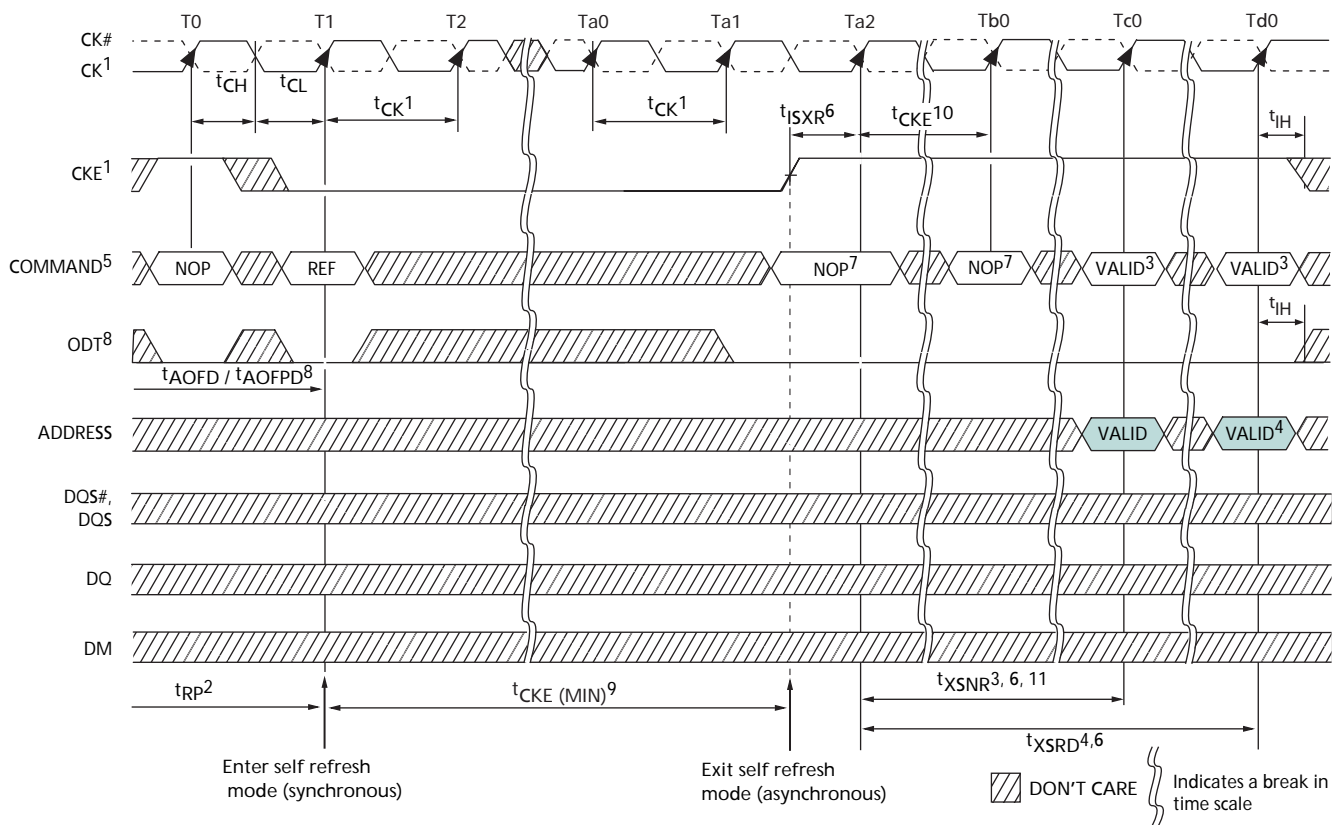 T0 T1 T2 Ta0 Ta1 Ta2 Tb0 Tc0 Td0
CK#
CK1
tCH tCL tCK1 tCK1 tISXR6 tCKE10 tIH
CKE1
COMMAND5 NOP REF NOP7 NOP7 VALID3 VALID3
tIH
ODT8
tAOFD / tAOFPD8
ADDRESS VALID VALID4
DQS#,
DQS
DQ
DM
tRP2 tCKE (MIN)9 tXSNR3, 6, 11
tXSRD4,6
Enter self refresh
mode (synchronous)
Exit self refresh
mode (asynchronous)
DON'T CARE
Indicates a break in
time scale